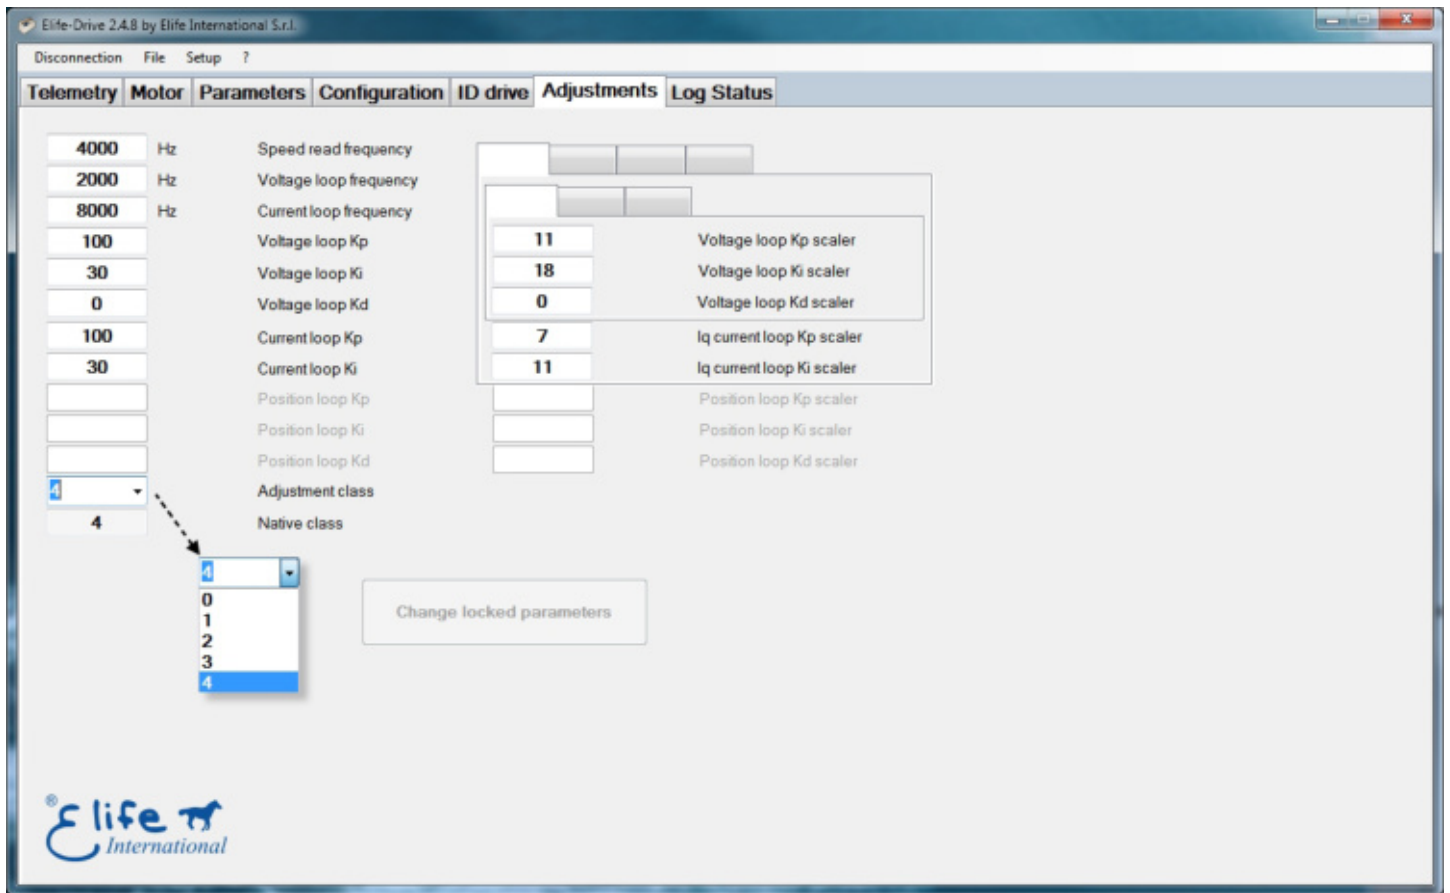 Elife-Drive 2.4.8 by Elife International S.r.l.
Disconnection File Setup ?
Telemetry Motor Parameters Configuration ID drive Adjustments Log Status
4000 Hz Speed read frequency
2000 Hz Voltage loop frequency
8000 Hz Current loop frequency
100 Voltage loop Kp 11 Voltage loop Kp scaler
30 Voltage loop Ki 18 Voltage loop Ki scaler
0 Voltage loop Kd 0 Voltage loop Kd scaler
100 Current loop Kp 7 Iq current loop Kp scaler
30 Current loop Ki 11 Iq current loop Ki scaler
Position loop Kp Position loop Kp scaler
Position loop Ki Position loop Ki scaler
Position loop Kd Position loop Kd scaler
4 Adjustment class
4 Native class
4
0
1
2
3
4
Change locked parameters
® Elife
International